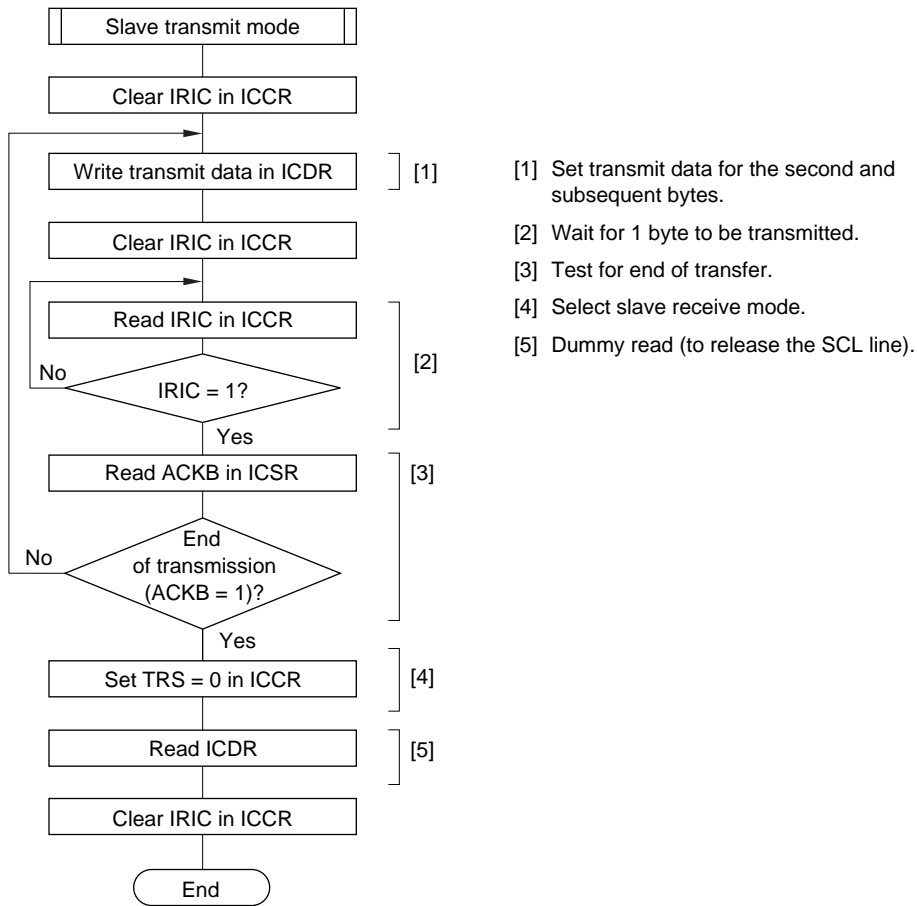 Slave transmit mode
Clear IRIC in ICCR
Write transmit data in ICDR
[1]
Clear IRIC in ICCR
Read IRIC in ICCR
[2]
No
IRIC = 1?
Yes
Read ACKB in ICSR
[3]
No
End
of transmission
(ACKB = 1)?
Yes
Set TRS = 0 in ICCR
[4]
Read ICDR
[5]
Clear IRIC in ICCR
End
[1] Set transmit data for the second and
subsequent bytes.
[2] Wait for 1 byte to be transmitted.
[3] Test for end of transfer.
[4] Select slave receive mode.
[5] Dummy read (to release the SCL line).